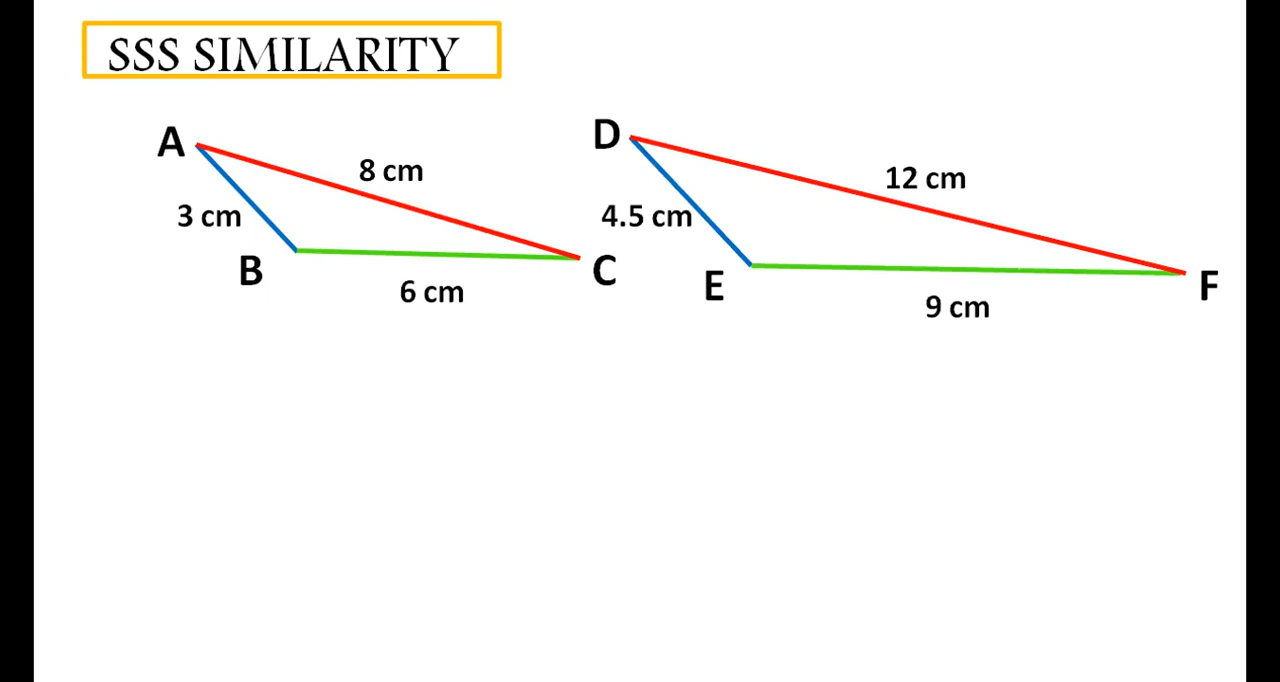 SSS SIMILARITY
A
8 cm
3 cm
B
C
6 cm
D
12 cm
4.5 cm
E
F
9 cm